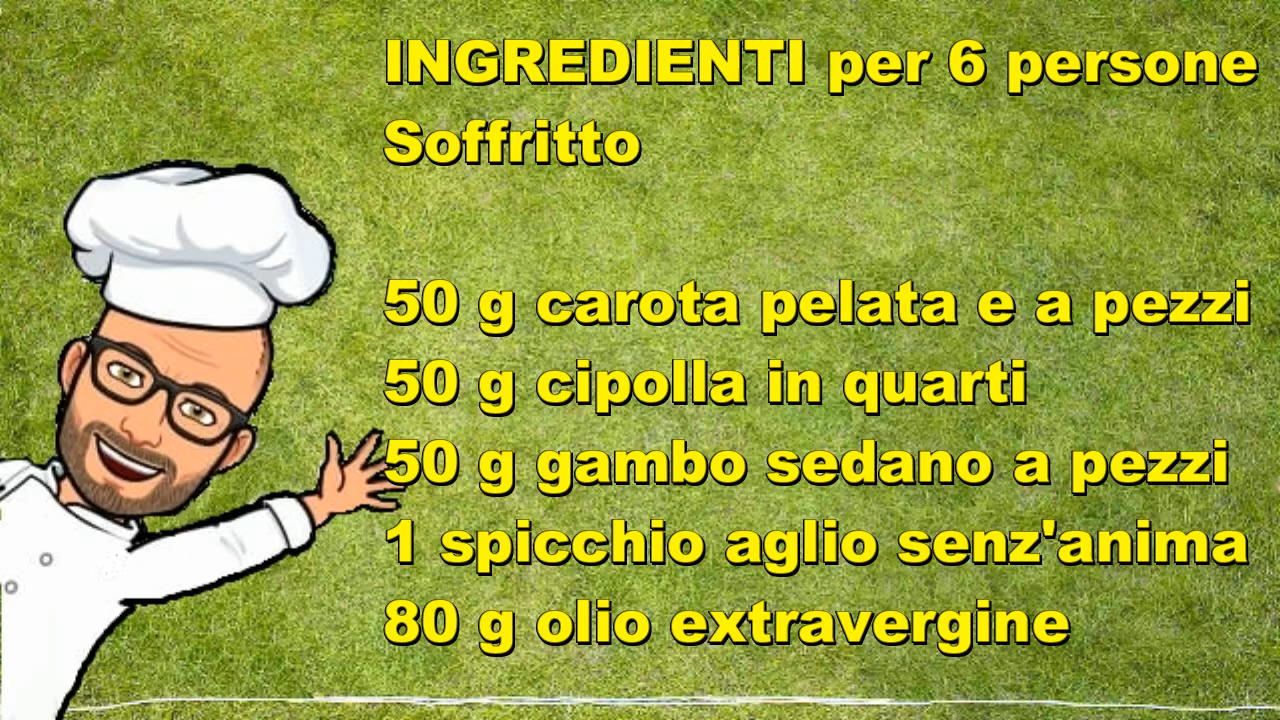 INGREDIENTI per 6 persone
Soffritto
50 g carota pelata e a pezzi
50 g cipolla in quarti
50 g gambo sedano a pezzi
1 spicchio aglio senz'anima
80 g olio extravergine